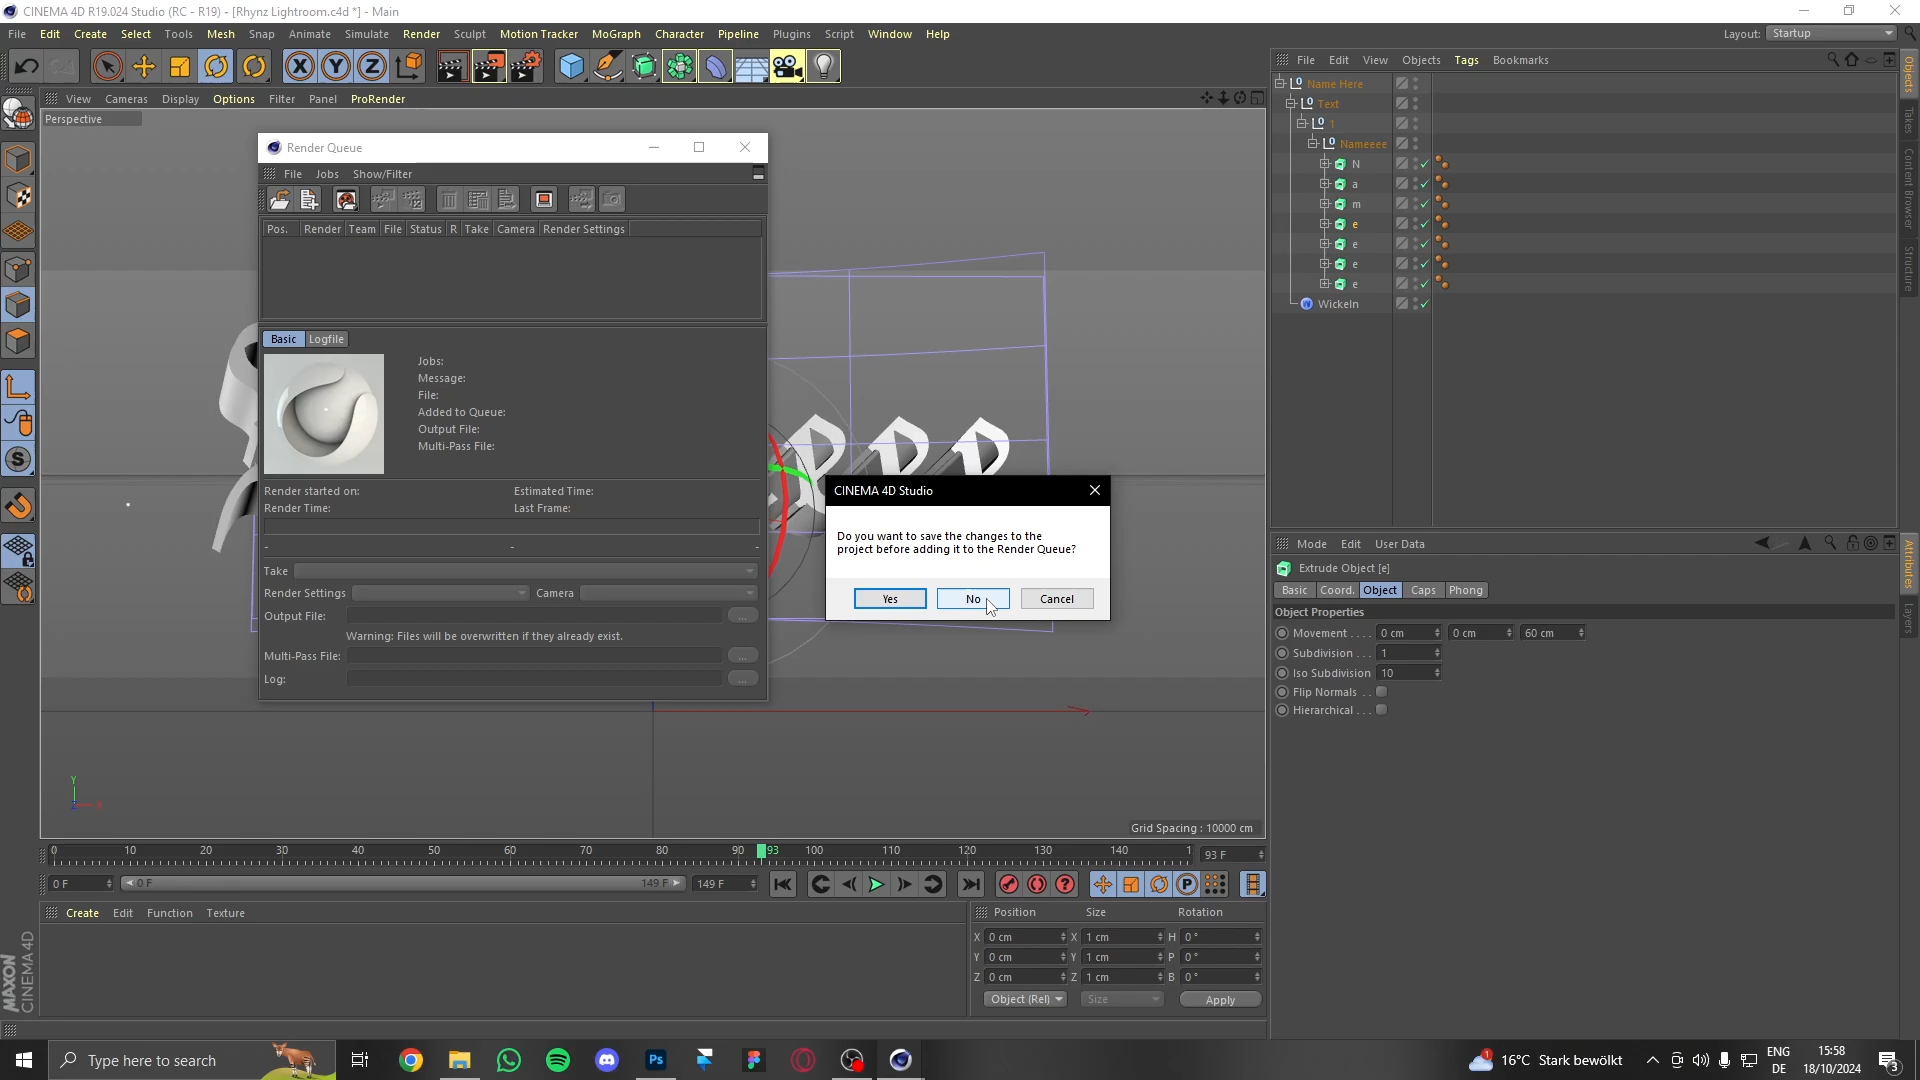 CINEMA 4D R19.024 Studio (RC - R19) - [Rhynz Lightroom.c4d *] - Main
File Edit Create Select Tools Mesh Snap Animate Simulate Render Sculpt Motion Tracker MoGraph Character Pipeline Plugins Script Window Help
Layout: Startup
File Edit View Objects Tags Bookmarks
View Cameras Display Options Filter Panel ProRender
Perspective
Name Here
Text
1
Nameeee
N
a
m
e
e
e
e
Wickeln
Objects
Takes
Content Browser
Structure
Render Queue
File Jobs Show/Filter
Pos. Render Team File Status R Take Camera Render Settings
Basic Logfile
Jobs:
Message:
File:
Added to Queue:
Output File:
Multi-Pass File:
Render started on: Estimated Time:
Render Time: Last Frame:
- - -
Take
Render Settings Camera
Output File: ...
Warning: Files will be overwritten if they already exist.
Multi-Pass File: ...
Log: ...
CINEMA 4D Studio
Do you want to save the changes to the
project before adding it to the Render Queue?
Yes No Cancel
Mode Edit User Data
Extrude Object [e]
Basic Coord. Object Caps Phong
Object Properties
Movement . . . . 0 cm 0 cm 60 cm
Subdivision . . . 1
Iso Subdivision 10
Flip Normals . .
Hierarchical . . .
Attributes
Layers
Y
X
Z
Grid Spacing : 10000 cm
0 10 20 30 40 50 60 70 80 90 93 100 110 120 130 140 1
93 F
0 F 0 F 149 F 149 F
Create Edit Function Texture
Position Size Rotation
X 0 cm X 1 cm H 0 °
Y 0 cm Y 1 cm P 0 °
Z 0 cm Z 1 cm B 0 °
Object (Rel) Size Apply
MAXON
CINEMA 4D
Type here to search
Ps
1
16°C Stark bewölkt
ENG
DE
15:58
18/10/2024
3